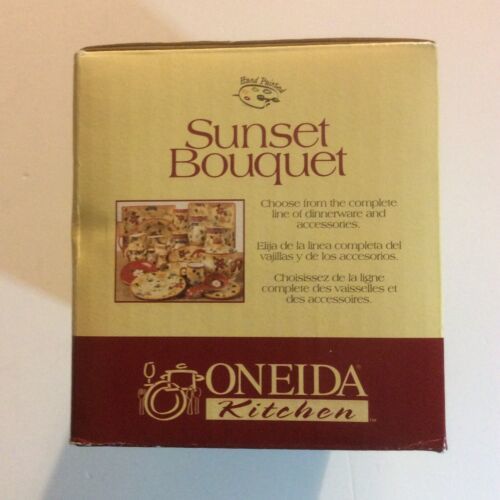 Hand Painted
Sunset
Bouquet
Choose from the complete
line of dinnerware and
accessories.
Elija de la linea completa del
vajillas y de los accesorios.
Choisissez de la ligne
complete des vaisselles et
des accessoires.
ONEIDA®
Kitchen™